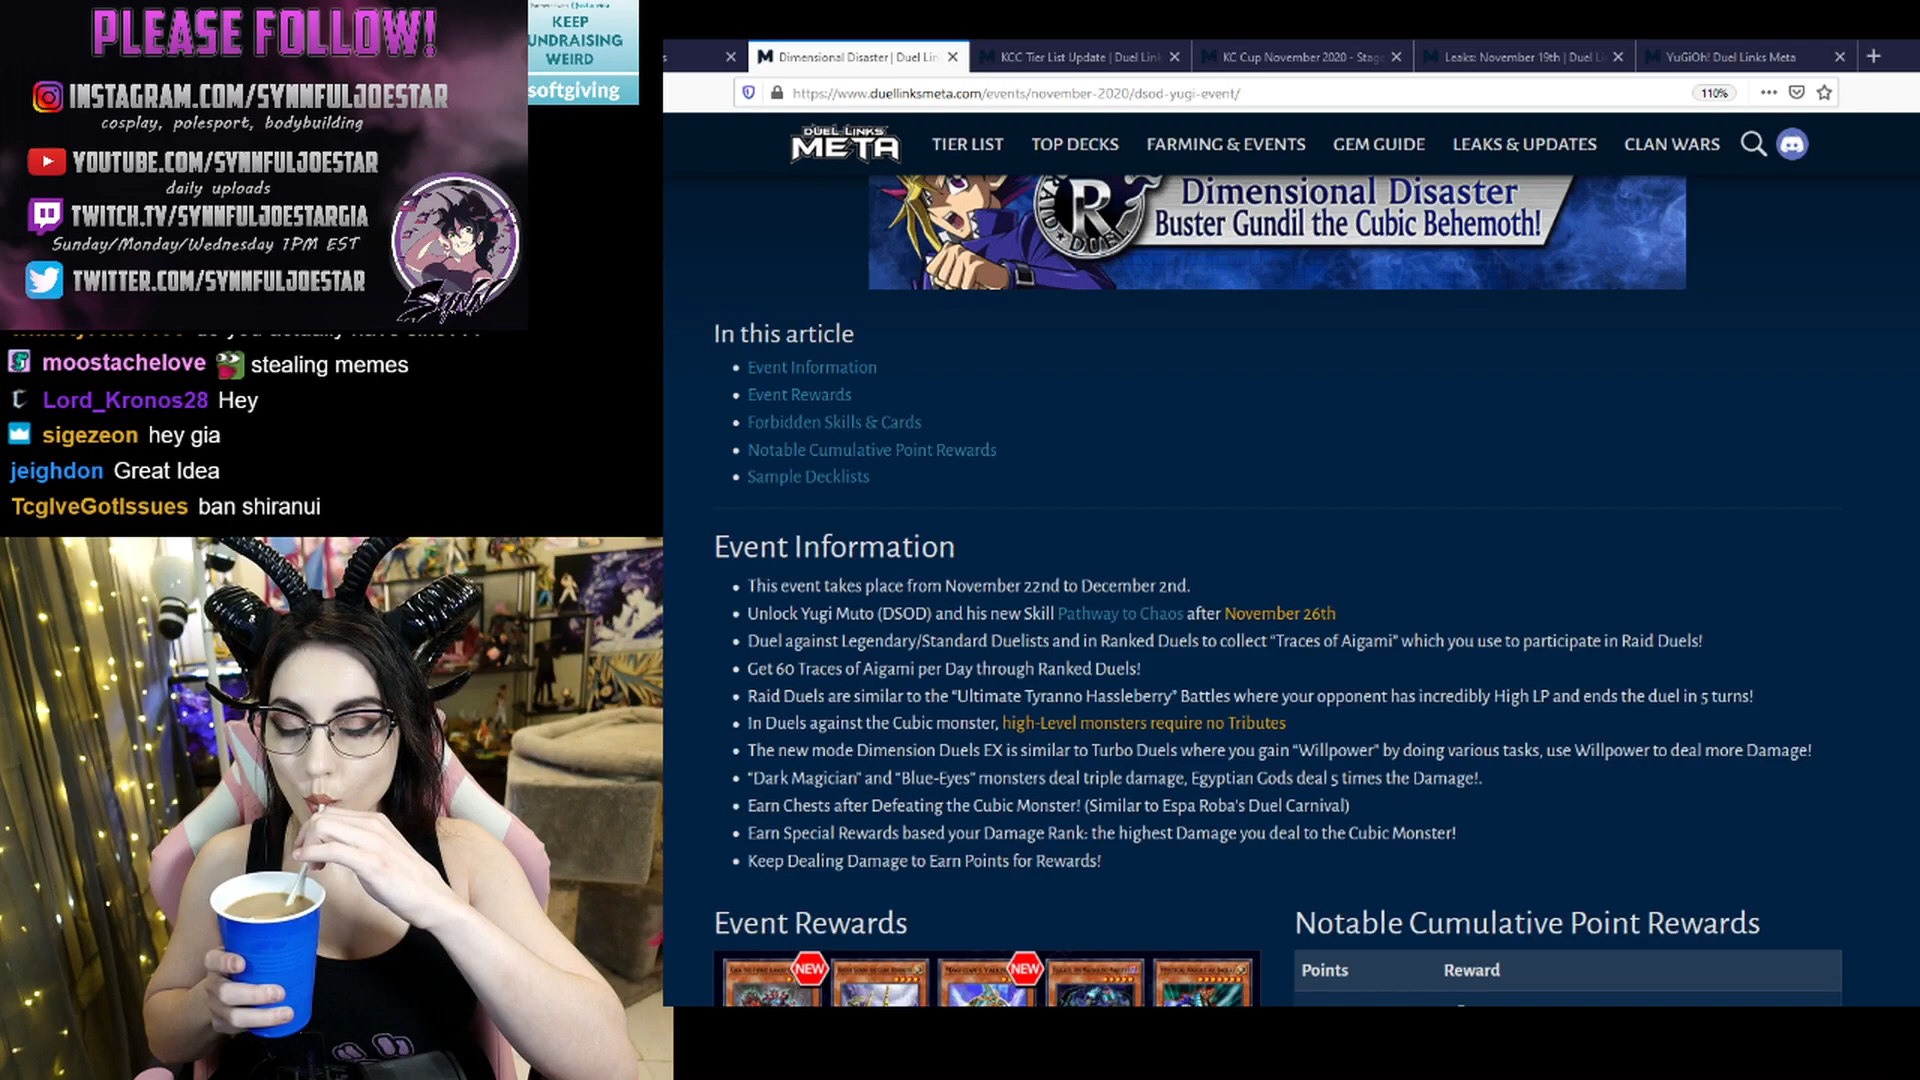 PLEASE FOLLOW!
INSTAGRAM.COM/SYNNFULJOESTAR
cosplay, polesport, bodybuilding
YOUTUBE.COM/SYNNFULJOESTAR
daily uploads
TWITCH.TV/SYNNFULJOESTARGIA
Sunday/Monday/Wednesday 1PM EST
TWITTER.COM/SYNNFULJOESTAR
SYNN
KEEP
UNDRAISING
WEIRD
softgiving
moostachelove stealing memes
Lord_Kronos28 Hey
sigezeon hey gia
jeighdon Great Idea
TcgIveGotIssues ban shiranui
Dimensional Disaster | Duel Lin
KCC Tier List Update | Duel Link
KC Cup November 2020 - Stage
Leaks: November 19th | Duel Li
YuGiOh! Duel Links Meta
https://www.duellinksmeta.com/events/november-2020/dsod-yugi-event/
110%
DUEL LINKS
META
TIER LIST
TOP DECKS
FARMING & EVENTS
GEM GUIDE
LEAKS & UPDATES
CLAN WARS
RAID DUEL
R
Dimensional Disaster
Buster Gundil the Cubic Behemoth!
In this article
• Event Information
• Event Rewards
• Forbidden Skills & Cards
• Notable Cumulative Point Rewards
• Sample Decklists
Event Information
• This event takes place from November 22nd to December 2nd.
• Unlock Yugi Muto (DSOD) and his new Skill Pathway to Chaos after November 26th
• Duel against Legendary/Standard Duelists and in Ranked Duels to collect “Traces of Aigami” which you use to participate in Raid Duels!
• Get 60 Traces of Aigami per Day through Ranked Duels!
• Raid Duels are similar to the “Ultimate Tyranno Hassleberry” Battles where your opponent has incredibly High LP and ends the duel in 5 turns!
• In Duels against the Cubic monster, high-Level monsters require no Tributes
• The new mode Dimension Duels EX is similar to Turbo Duels where you gain “Willpower” by doing various tasks, use Willpower to deal more Damage!
• “Dark Magician” and “Blue-Eyes” monsters deal triple damage, Egyptian Gods deal 5 times the Damage!.
• Earn Chests after Defeating the Cubic Monster! (Similar to Espa Roba's Duel Carnival)
• Earn Special Rewards based your Damage Rank: the highest Damage you deal to the Cubic Monster!
• Keep Dealing Damage to Earn Points for Rewards!
Event Rewards
Notable Cumulative Point Rewards
NEW
NEW
Points
Reward